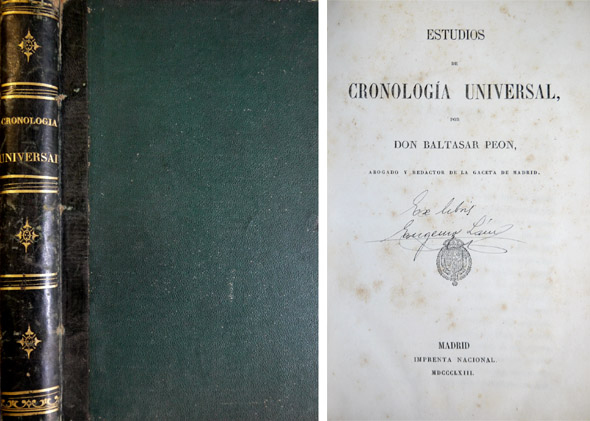 CRONOLOGIA
UNIVERSAL
ESTUDIOS
DE
CRONOLOGÍA UNIVERSAL,
POR
DON BALTASAR PEON,
ABOGADO Y REDACTOR DE LA GACETA DE MADRID.
Ex libris
Eugenio
MADRID
IMPRENTA NACIONAL.
MDCCCLXIII.